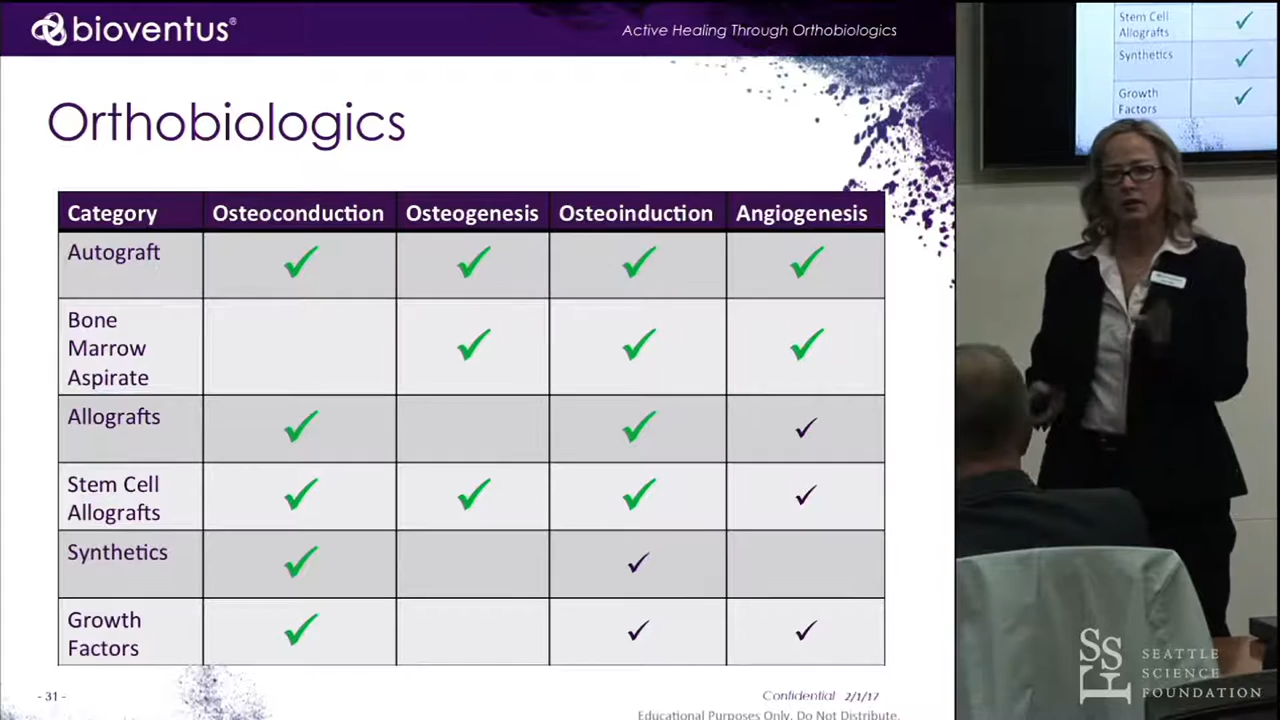 bioventus®
Active Healing Through Orthobiologics
Orthobiologics
Category Osteoconduction Osteogenesis Osteoinduction Angiogenesis
Autograft ✓ ✓ ✓ ✓
Bone
Marrow
Aspirate ✓ ✓ ✓
Allografts ✓ ✓ ✓
Stem Cell
Allografts ✓ ✓ ✓ ✓
Synthetics ✓ ✓
Growth
Factors ✓ ✓ ✓
- 31 -
Confidential 2/1/17
Educational Purposes Only. Do Not Distribute.
Stem Cell
Allografts ✓
Synthetics ✓
Growth
Factors ✓
SSF
SEATTLE
SCIENCE
FOUNDATION